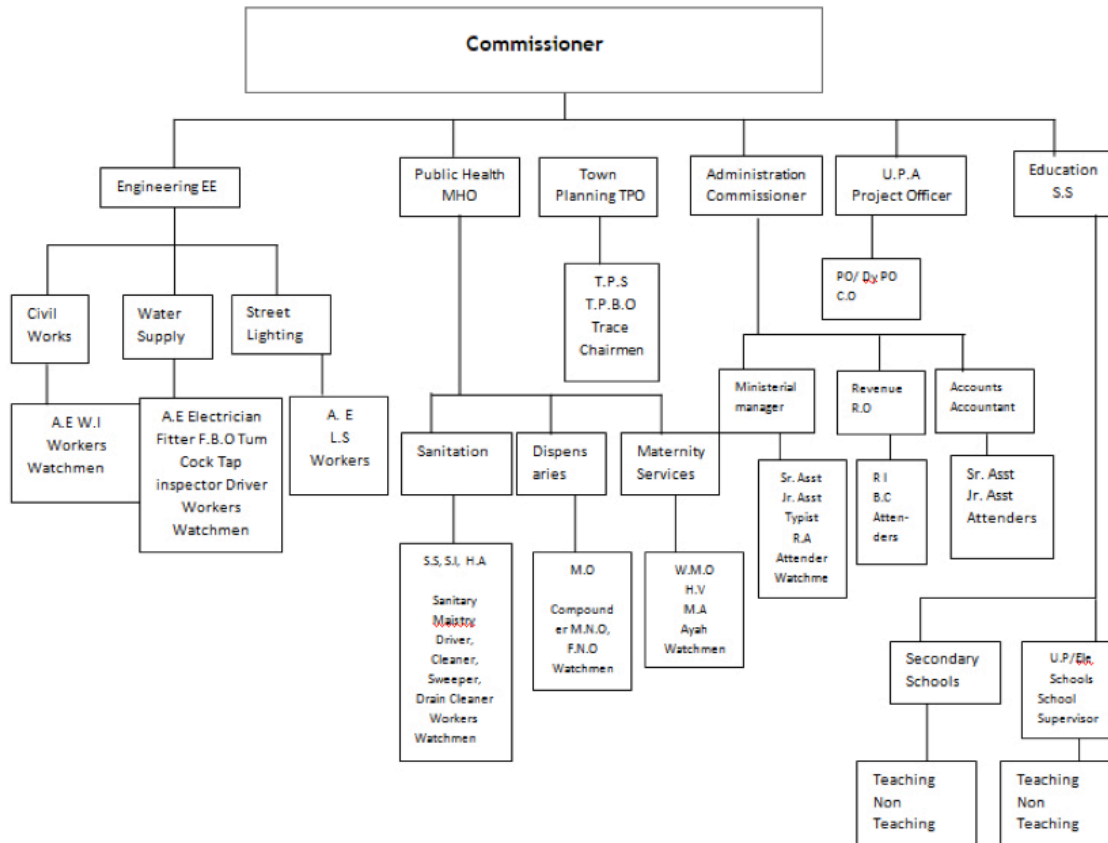 Commissioner
Engineering EE
Public Health
MHO
Town
Planning TPO
Administration
Commissioner
U.P.A
Project Officer
Education
S.S
Civil
Works
Water
Supply
Street
Lighting
T.P.S
T.P.B.O
Trace
Chairmen
PO/ Dy PO
C.O
Ministerial
manager
Revenue
R.O
Accounts
Accountant
A.E W.I
Workers
Watchmen
A.E Electrician
Fitter F.B.O Tum
Cock Tap
inspector Driver
Workers
Watchmen
A. E
L.S
Workers
Sanitation
Dispens
aries
Maternity
Services
Sr. Asst
Jr. Asst
Typist
R.A
Attender
Watchme
R I
B.C
Atten-
ders
Sr. Asst
Jr. Asst
Attenders
S.S, S.I, H.A
Sanitary
Maistry
Driver,
Cleaner,
Sweeper,
Drain Cleaner
Workers
Watchmen
M.O
Compound
er M.N.O,
F.N.O
Watchmen
W.M.O
H.V
M.A
Ayah
Watchmen
Secondary
Schools
U.P/Ele
Schools
School
Supervisor
Teaching
Non
Teaching
Teaching
Non
Teaching